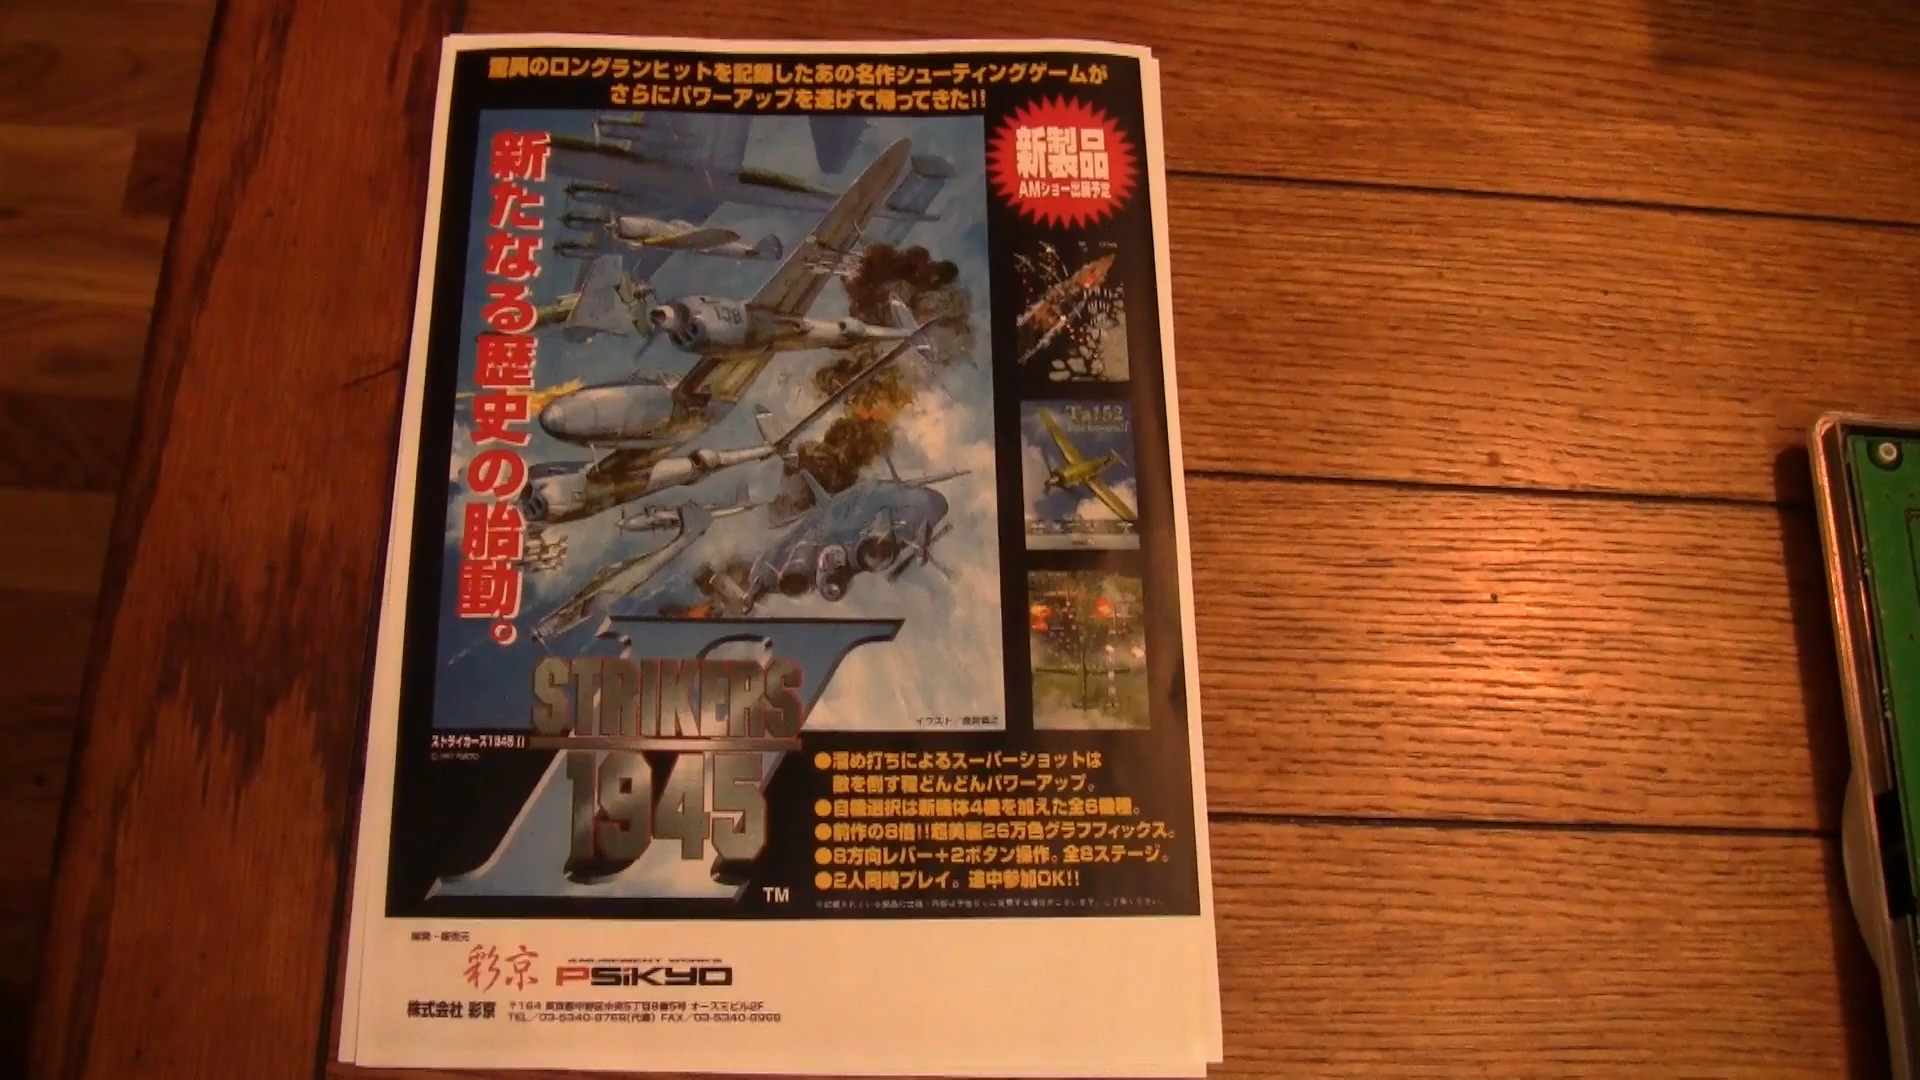 驚異のロングランヒットを記録したあの名作シューティングゲームが
さらにパワーアップを遂げて帰ってきた!!
新製品
AMショー出展予定
新たなる歴史の胎動。
Ta152
STRIKERS
1945
II
TM
ストライカーズ1945 II
イラスト/
●溜め打ちによるスーパーショットは
敵を倒す程どんどんパワーアップ。
●自機選択は新機体4機を加えた全6機種。
●前作の8倍!!超美麗26万色グラフフィックス。
●8方向レバー+2ボタン操作。全8ステージ。
●2人同時プレイ。途中参加OK!!
開発・販売元
彩京
AMUSEMENT WORKS
PSiKYO
株式会社 彩京
〒164 東京都中野区中央5丁目8番5号 オースミビル2F
TEL/03-5340-8769(代表) FAX/03-5340-8969